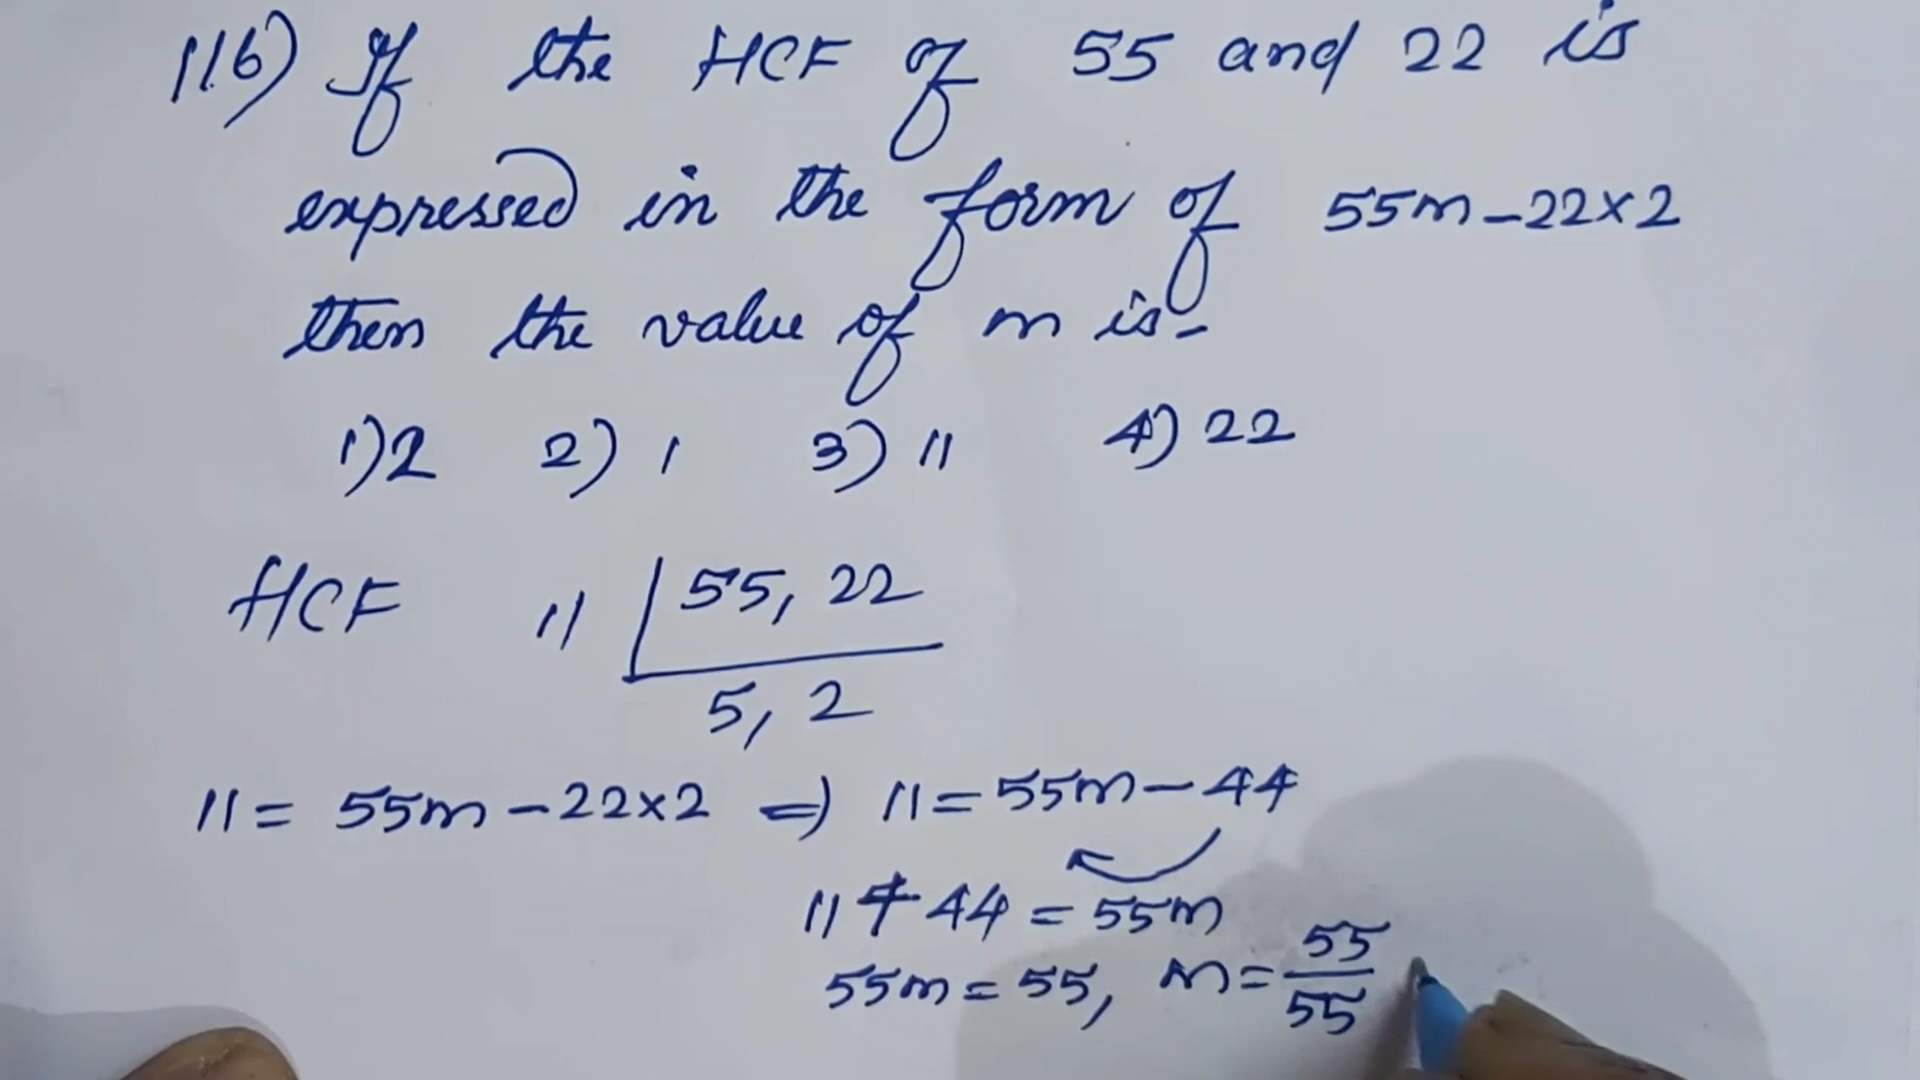 116) If the HCF of 55 and 22 is
expressed in the form of 55m-22×2
then the value of m is-
1)2 2) 1 3) 11 4) 22
HCF 11 | 55, 22
5, 2
11 = 55m - 22×2 => 11 = 55m - 44
11 + 44 = 55m
55m = 55, m = 55/55